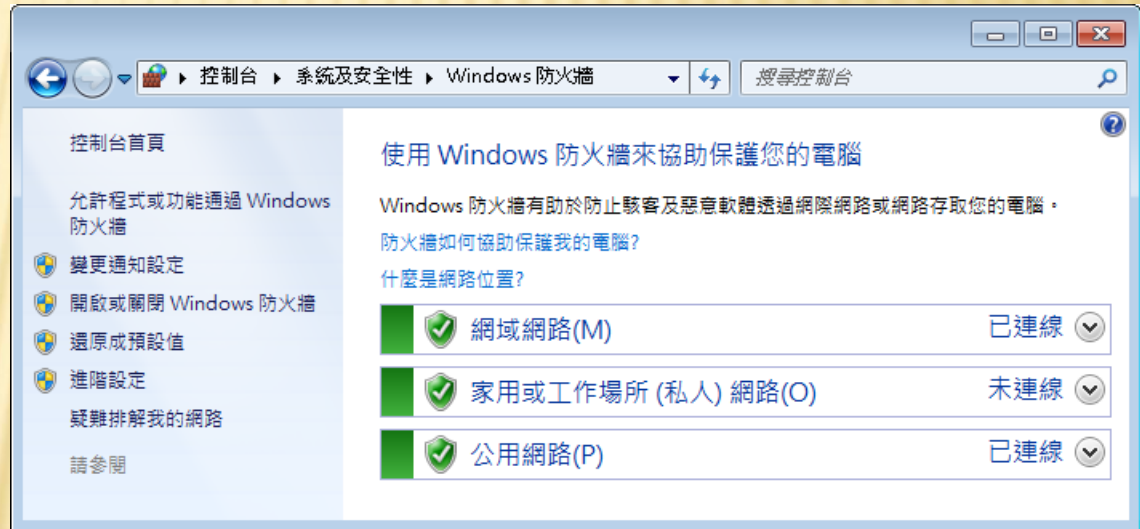 控制台 ▸ 系統及安全性 ▸ Windows 防火牆
搜尋控制台
控制台首頁
允許程式或功能通過 Windows
防火牆
變更通知設定
開啟或關閉 Windows 防火牆
還原成預設值
進階設定
疑難排解我的網路
請參閱
使用 Windows 防火牆來協助保護您的電腦
Windows 防火牆有助於防止駭客及惡意軟體透過網際網路或網路存取您的電腦。
防火牆如何協助保護我的電腦?
什麼是網路位置?
網域網路(M) 已連線
家用或工作場所 (私人) 網路(O) 未連線
公用網路(P) 已連線